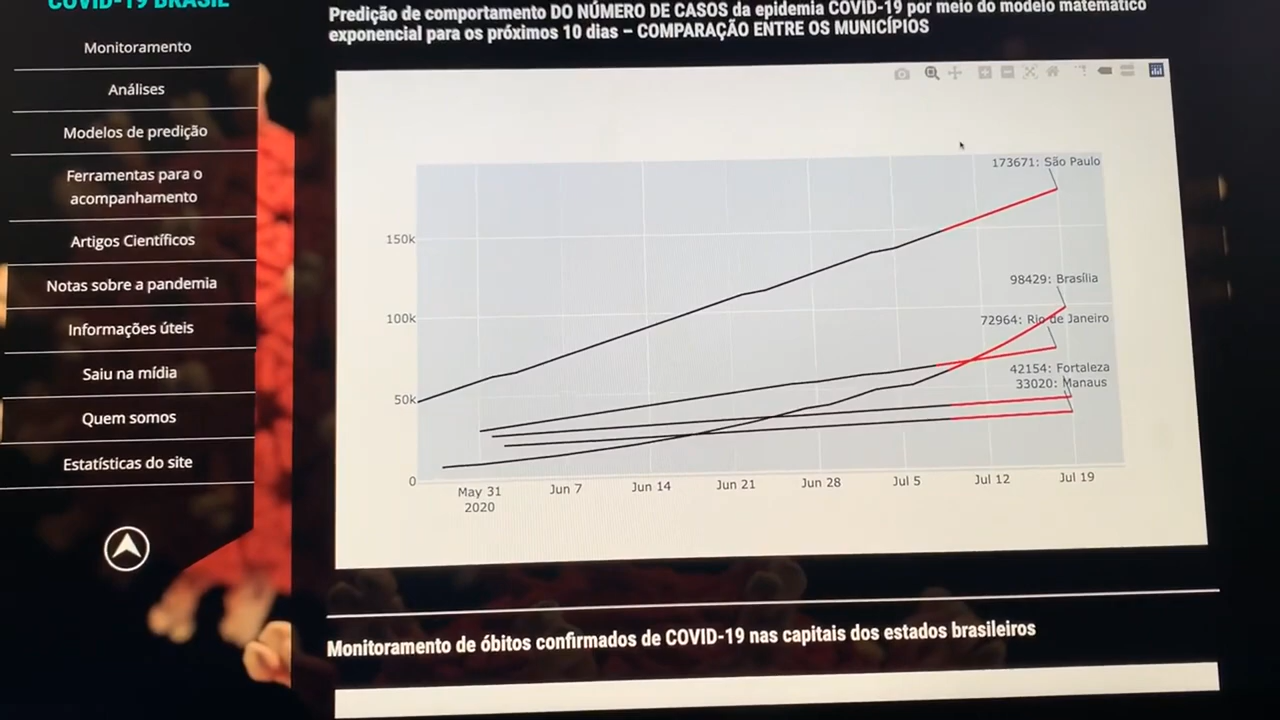 COVID-19 BRASIL
Monitoramento
Análises
Modelos de predição
Ferramentas para o
acompanhamento
Artigos Científicos
Notas sobre a pandemia
Informações úteis
Saiu na mídia
Quem somos
Estatísticas do site
Predição de comportamento DO NÚMERO DE CASOS da epidemia COVID-19 por meio do modelo matemático
exponencial para os próximos 10 dias – COMPARAÇÃO ENTRE OS MUNICÍPIOS
173671: São Paulo
150k
98429: Brasília
100k
72964: Rio de Janeiro
42154: Fortaleza
33020: Manaus
50k
0
May 31
2020
Jun 7
Jun 14
Jun 21
Jun 28
Jul 5
Jul 12
Jul 19
Monitoramento de óbitos confirmados de COVID-19 nas capitais dos estados brasileiros